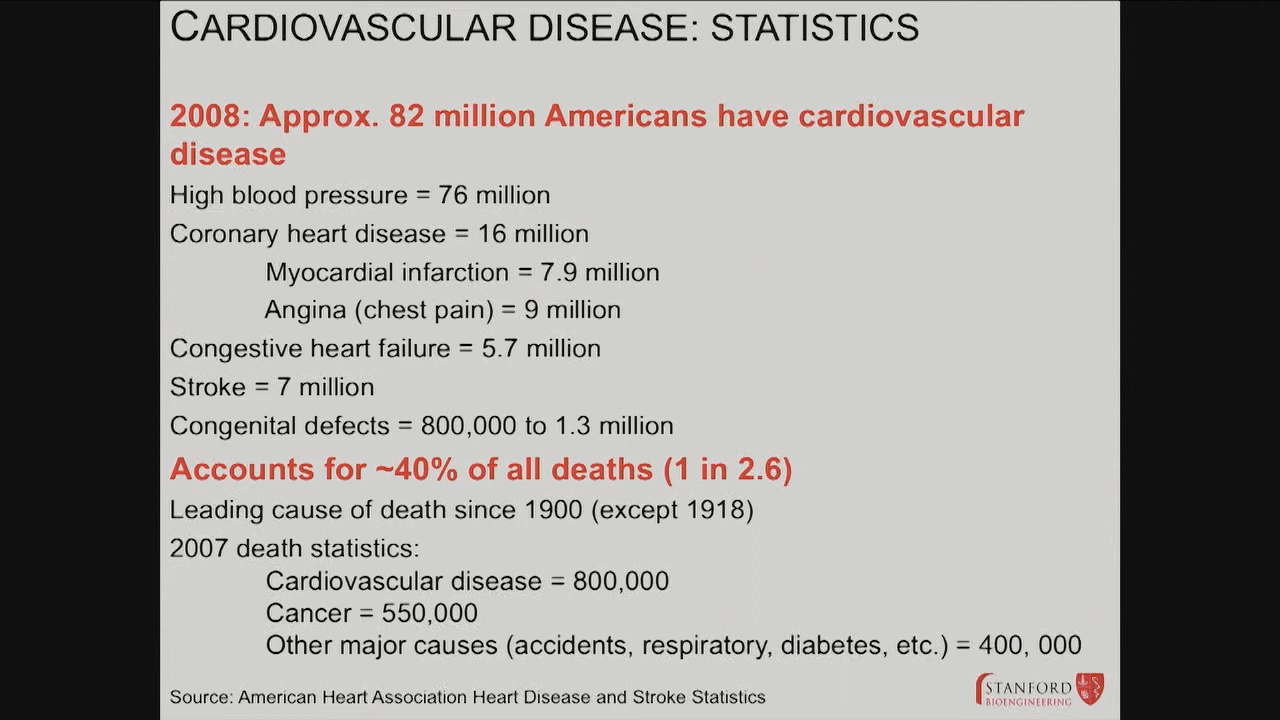 CARDIOVASCULAR DISEASE: STATISTICS
2008: Approx. 82 million Americans have cardiovascular
disease
High blood pressure = 76 million
Coronary heart disease = 16 million
Myocardial infarction = 7.9 million
Angina (chest pain) = 9 million
Congestive heart failure = 5.7 million
Stroke = 7 million
Congenital defects = 800,000 to 1.3 million
Accounts for ~40% of all deaths (1 in 2.6)
Leading cause of death since 1900 (except 1918)
2007 death statistics:
Cardiovascular disease = 800,000
Cancer = 550,000
Other major causes (accidents, respiratory, diabetes, etc.) = 400, 000
Source: American Heart Association Heart Disease and Stroke Statistics
STANFORD
BIOENGINEERING